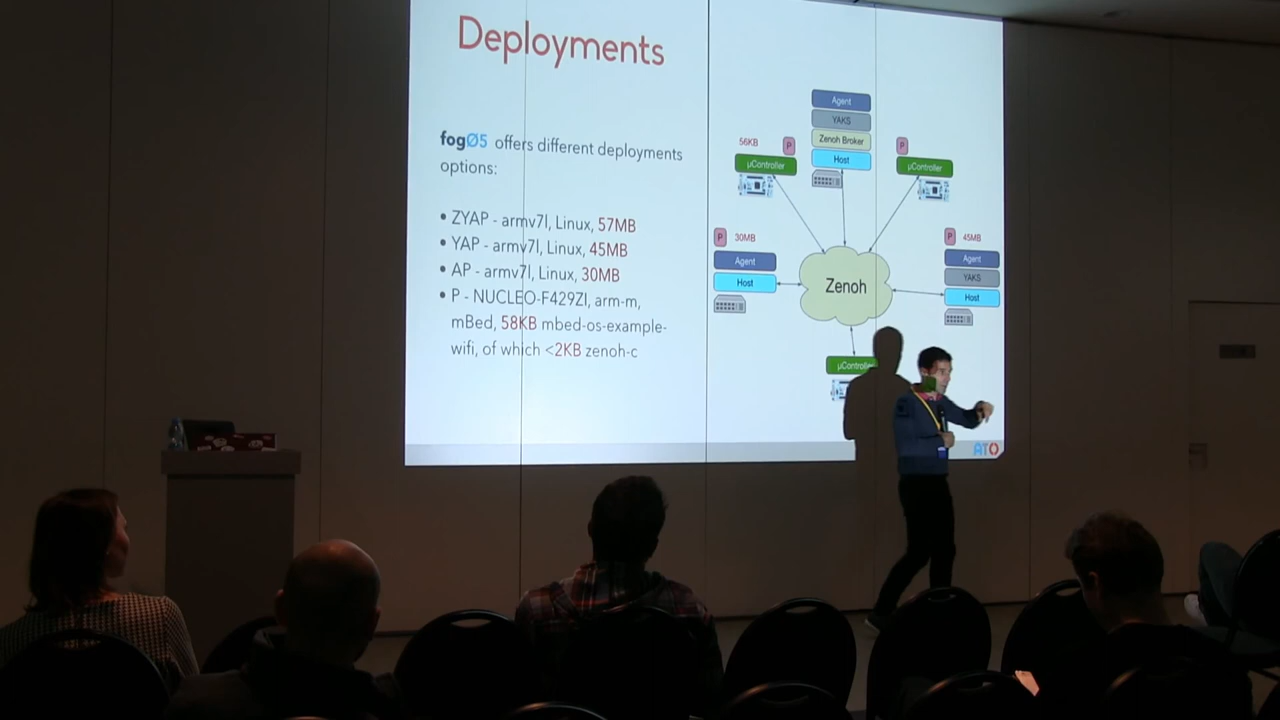 Deployments
fogØ5 offers different deployments
options:
• ZYAP - armv7l, Linux, 57MB
• YAP - armv7l, Linux, 45MB
• AP - armv7l, Linux, 30MB
• P - NUCLEO-F429ZI, arm-m,
mBed, 58KB mbed-os-example-
wifi, of which <2KB zenoh-c
Agent
YAKS
Zenoh Broker
Host
56KB P
µController
P
µController
P 30MB
Agent
Host
P 45MB
Agent
YAKS
Host
Zenoh
µController
ATO